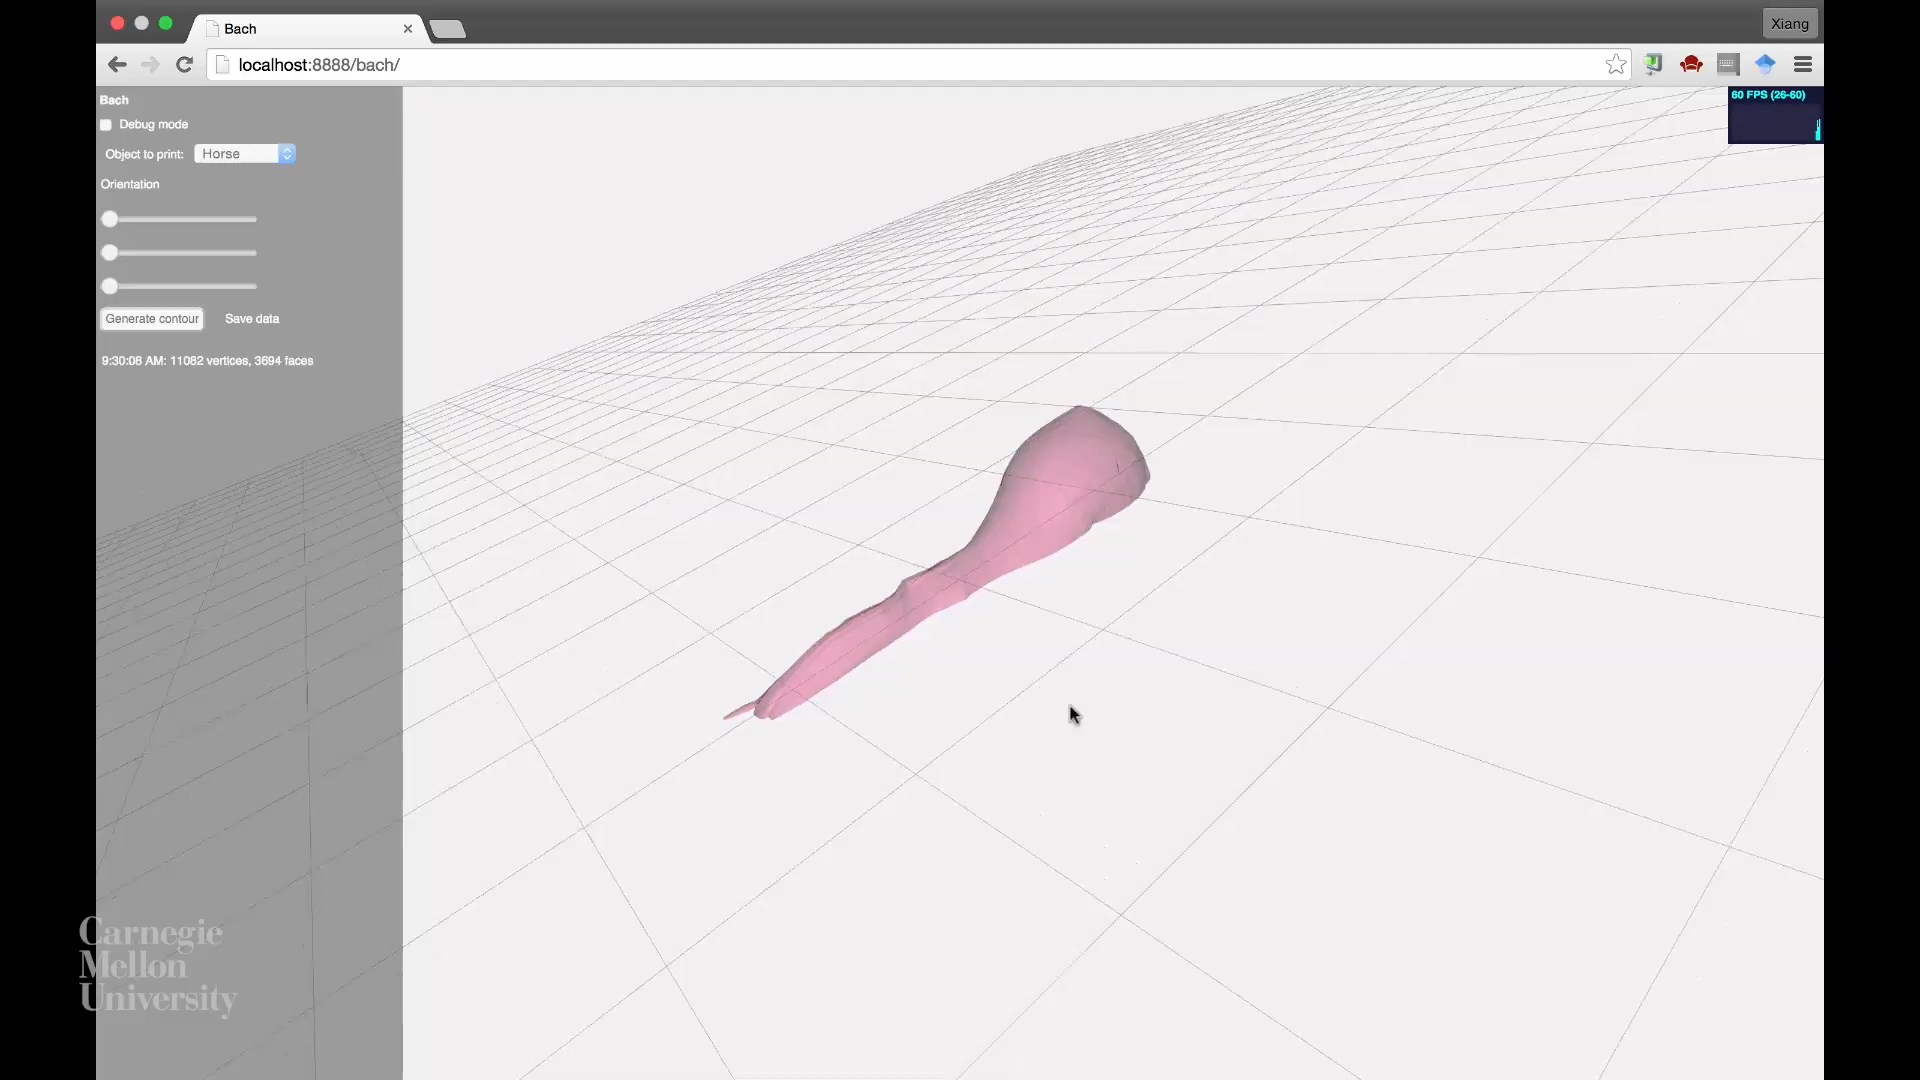 Bach
Xiang
localhost:8888/bach/
Bach
60 FPS (26-60)
Debug mode
Object to print: Horse
Orientation
Generate contour Save data
9:30:08 AM: 11082 vertices, 3694 faces
Carnegie
Mellon
University